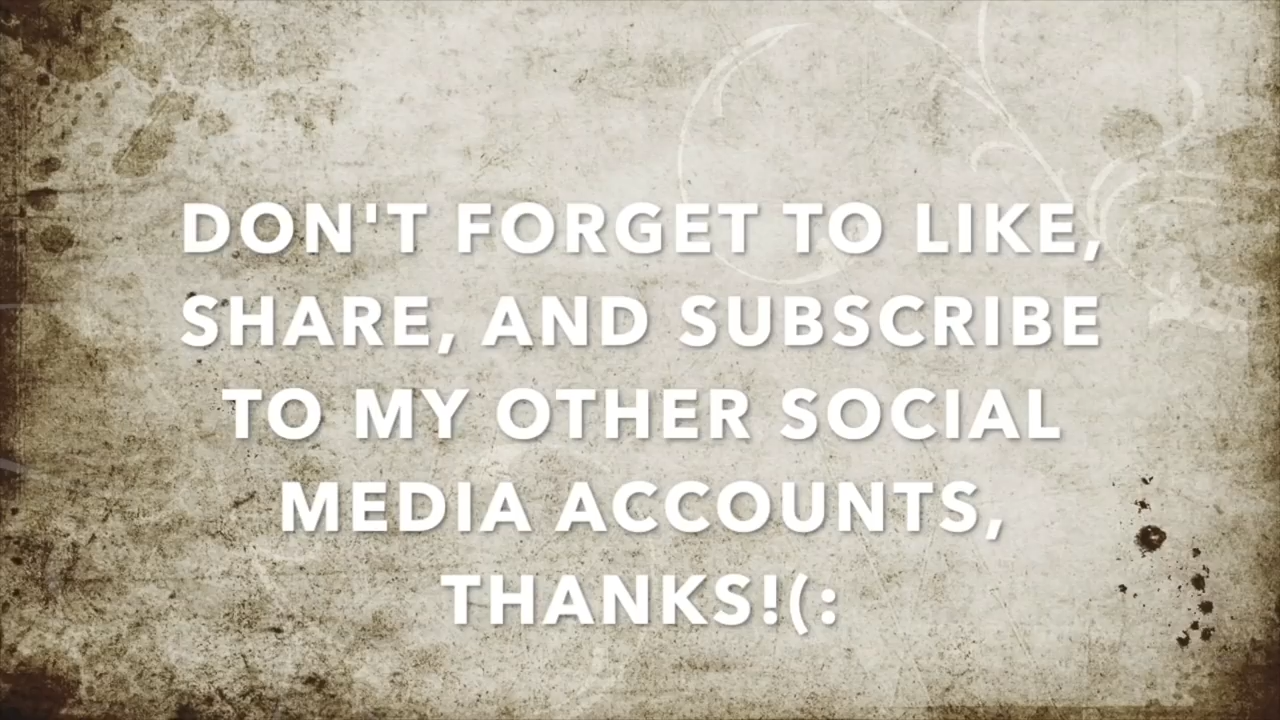 DON'T FORGET TO LIKE,
SHARE, AND SUBSCRIBE
TO MY OTHER SOCIAL
MEDIA ACCOUNTS,
THANKS!(: